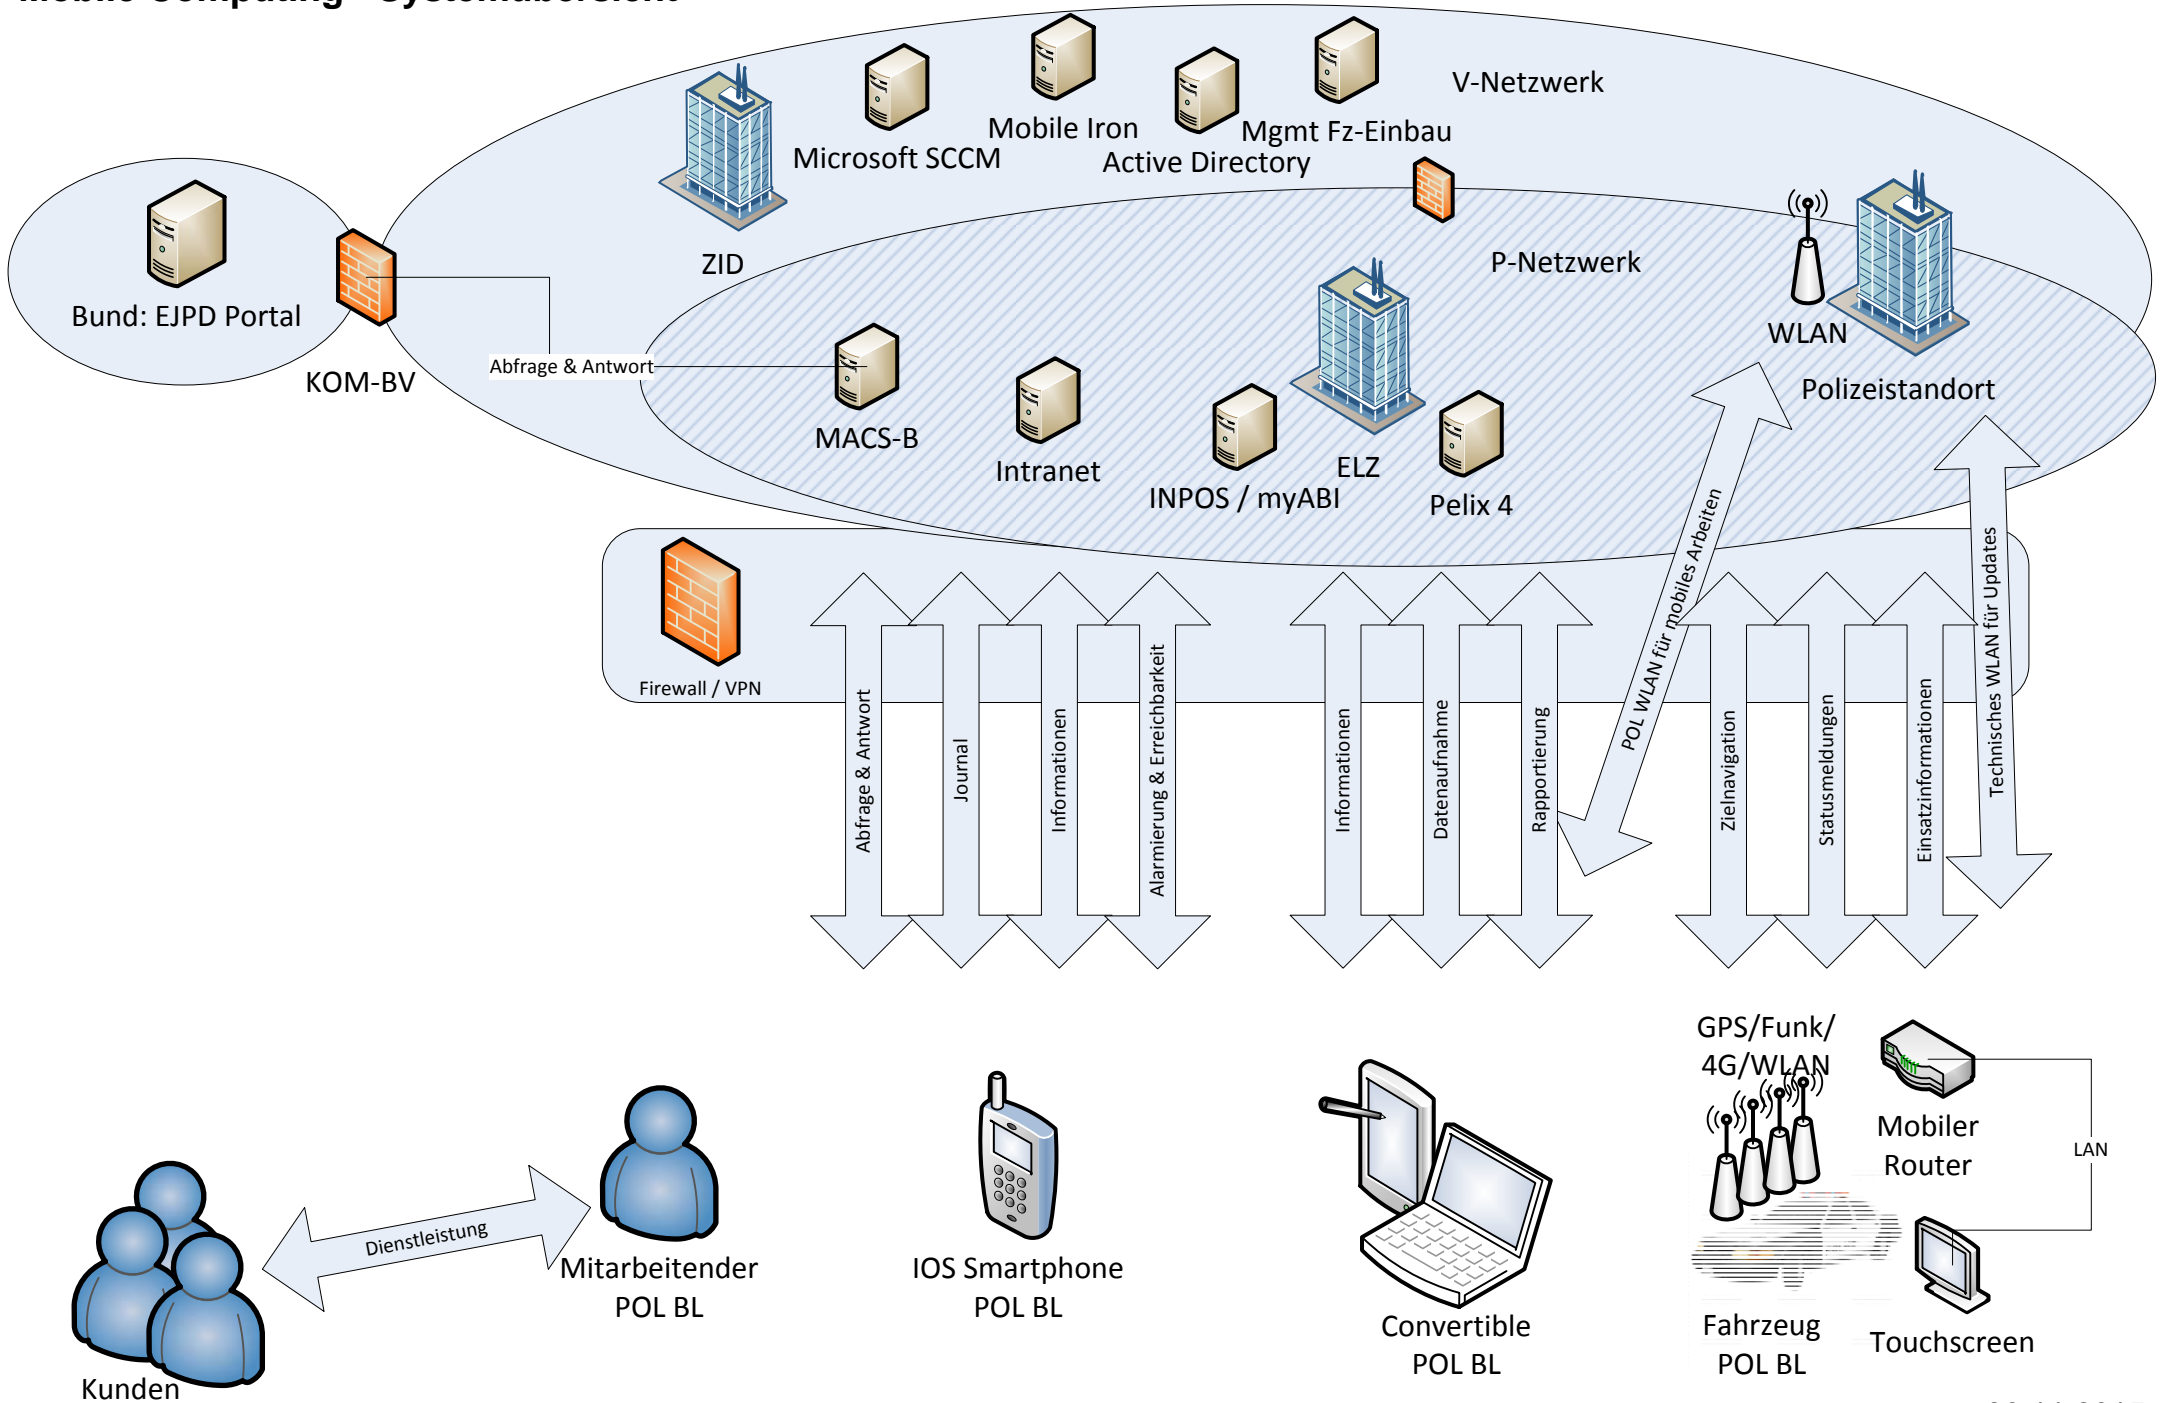 Mobile Computing - Systemübersicht
V-Netzwerk
Mobile Iron
Mgmt Fz-Einbau
Microsoft SCCM
Active Directory
ZID
P-Netzwerk
Bund: EJPD Portal
WLAN
KOM-BV
Abfrage & Antwort
Polizeistandort
MACS-B
Intranet
ELZ
INPOS / myABI
Pelix 4
Firewall / VPN
Abfrage & Antwort
Journal
Informationen
Alarmierung & Erreichbarkeit
Informationen
Datenaufnahme
Rapportierung
POL WLAN für mobiles Arbeiten
Zielnavigation
Statusmeldungen
Einsatzinformationen
Technisches WLAN für Updates
GPS/Funk/
4G/WLAN
Mobiler
Router
LAN
Dienstleistung
Kunden
Mitarbeitender
POL BL
IOS Smartphone
POL BL
Convertible
POL BL
Fahrzeug
POL BL
Touchscreen